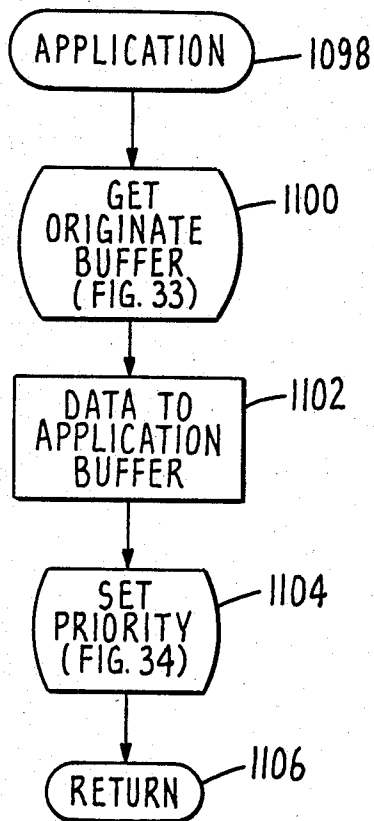 APPLICATION
1098
GET
ORIGINATE
BUFFER
(FIG. 33)
1100
DATA TO
APPLICATION
BUFFER
1102
SET
PRIORITY
(FIG. 34)
1104
RETURN
1106